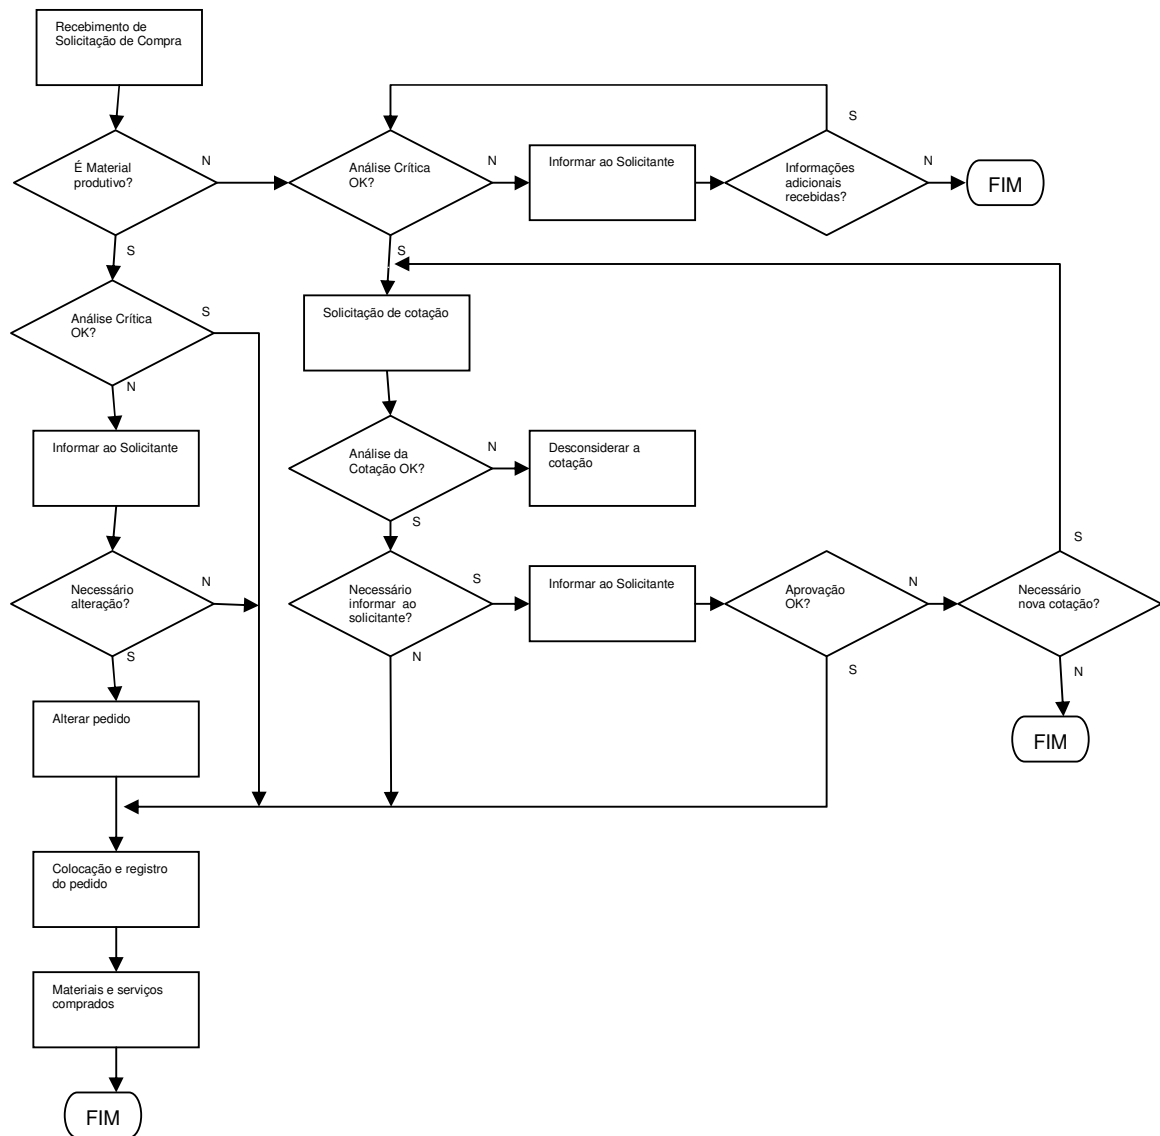 Recebimento de
Solicitação de Compra
É Material
produtivo?
N
Análise Crítica
OK?
N
Informar ao Solicitante
Informações
adicionais
recebidas?
S
N
FIM
S
S
Análise Crítica
OK?
S
Solicitação de cotação
N
Informar ao Solicitante
Análise da
Cotação OK?
N
Desconsiderar a
cotação
S
Necessário
alteração?
N
Necessário
informar ao
solicitante?
S
Informar ao Solicitante
Aprovação
OK?
N
Necessário
nova cotação?
S
S
N
S
N
FIM
Alterar pedido
Colocação e registro
do pedido
Materiais e serviços
comprados
FIM